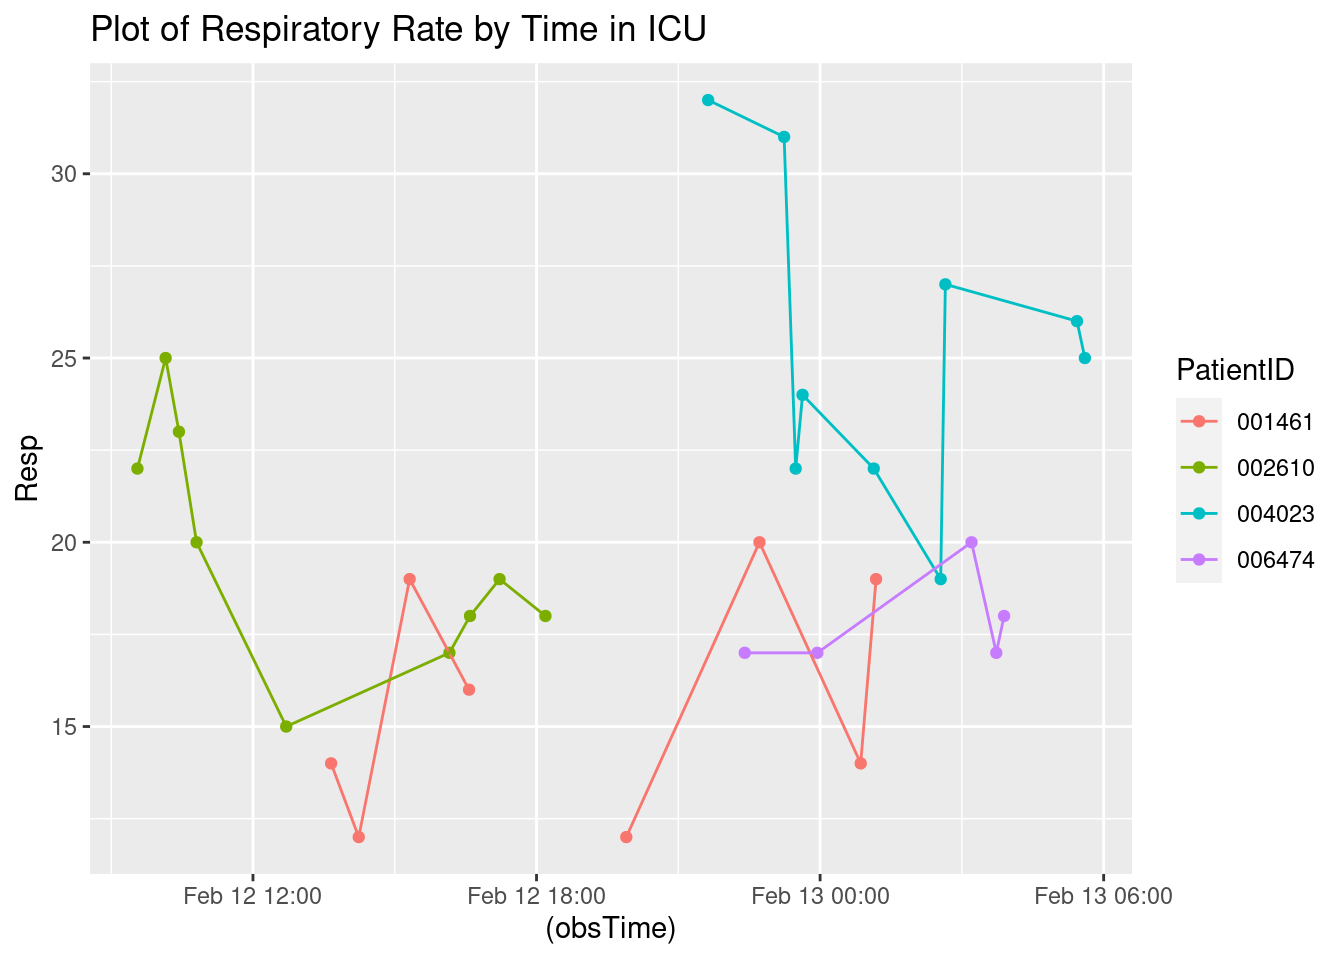 Plot of Respiratory Rate by Time in ICU
30
25
20
15
Resp
Feb 12 12:00
Feb 12 18:00
Feb 13 00:00
Feb 13 06:00
(obsTime)
PatientID
001461
002610
004023
006474